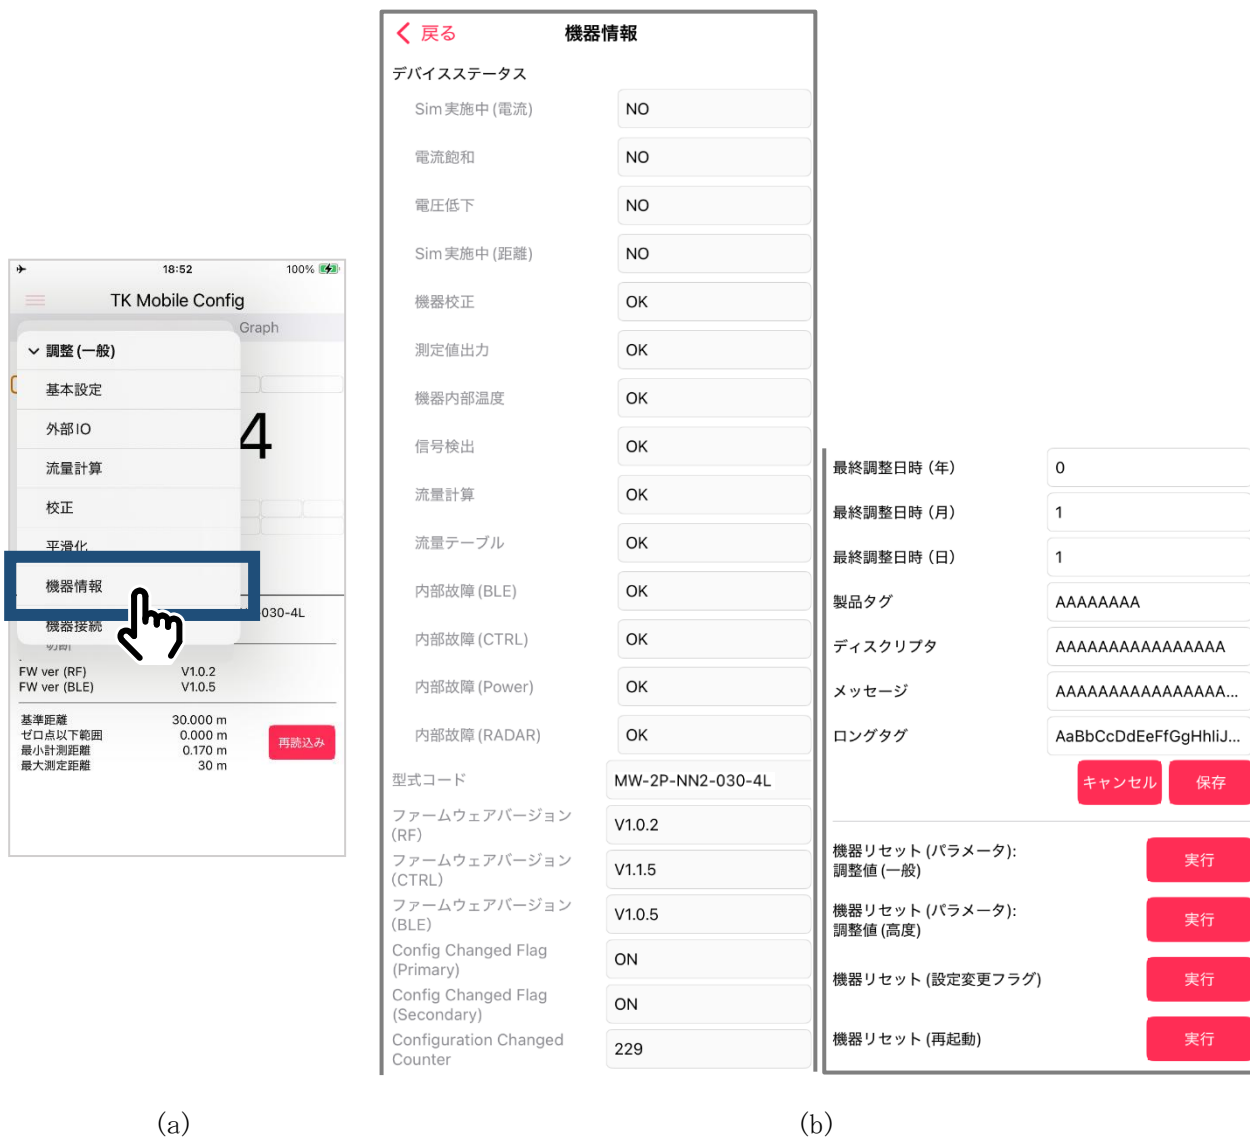 18:52
100%
TK Mobile Config
Graph
調整 (一般)
基本設定
外部IO
4
流量計算
校正
平滑化
機器情報
-030-4L
機器接続
切断
FW ver (RF) V1.0.2
FW ver (BLE) V1.0.5
基準距離 30.000 m
ゼロ点以下範囲 0.000 m
最小計測距離 0.170 m
最大測定距離 30 m
再読込み
(a)
戻る 機器情報
デバイスステータス
Sim実施中 (電流) NO
電流飽和 NO
電圧低下 NO
Sim実施中 (距離) NO
機器校正 OK
測定値出力 OK
機器内部温度 OK
信号検出 OK
流量計算 OK
流量テーブル OK
内部故障 (BLE) OK
内部故障 (CTRL) OK
内部故障 (Power) OK
内部故障 (RADAR) OK
型式コード MW-2P-NN2-030-4L
ファームウェアバージョン
(RF) V1.0.2
ファームウェアバージョン
(CTRL) V1.1.5
ファームウェアバージョン
(BLE) V1.0.5
Config Changed Flag
(Primary) ON
Config Changed Flag
(Secondary) ON
Configuration Changed
Counter 229
最終調整日時 (年) 0
最終調整日時 (月) 1
最終調整日時 (日) 1
製品タグ AAAAAAAA
ディスクリプタ AAAAAAAAAAAAAAAA
メッセージ AAAAAAAAAAAAAAAA...
ロングタグ AaBbCcDdEeFfGgHhIiJ...
キャンセル 保存
機器リセット (パラメータ):
調整値 (一般) 実行
機器リセット (パラメータ):
調整値 (高度) 実行
機器リセット (設定変更フラグ) 実行
機器リセット (再起動) 実行
(b)